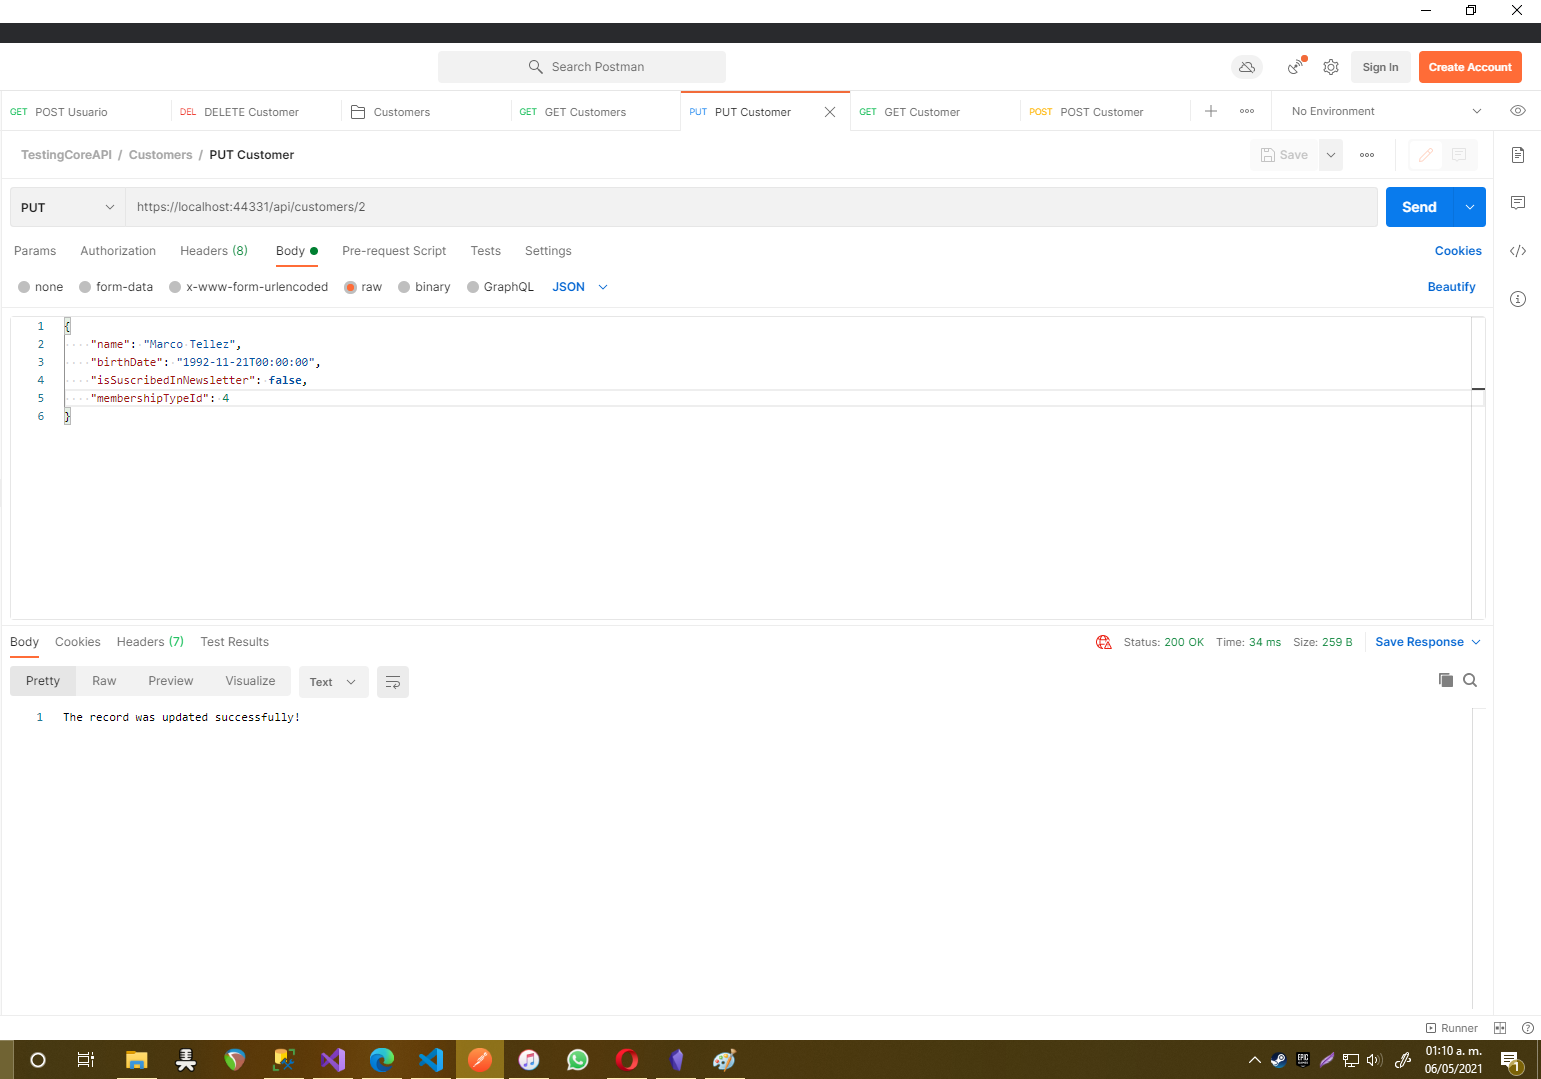 Search Postman
Sign In
Create Account
GET POST Usuario
DEL DELETE Customer
Customers
GET GET Customers
PUT PUT Customer
GET GET Customer
POST POST Customer
No Environment
TestingCoreAPI / Customers / PUT Customer
Save
PUT
https://localhost:44331/api/customers/2
Send
Params Authorization Headers (8) Body Pre-request Script Tests Settings
Cookies
none form-data x-www-form-urlencoded raw binary GraphQL JSON
Beautify
1 {
2 "name": "Marco Tellez",
3 "birthDate": "1992-11-21T00:00:00",
4 "isSuscribedInNewsletter": false,
5 "membershipTypeId": 4
6 }
Body Cookies Headers (7) Test Results
Status: 200 OK Time: 34 ms Size: 259 B Save Response
Pretty Raw Preview Visualize Text
1 The record was updated successfully!
Runner
EPIC
01:10 a. m.
06/05/2021
1